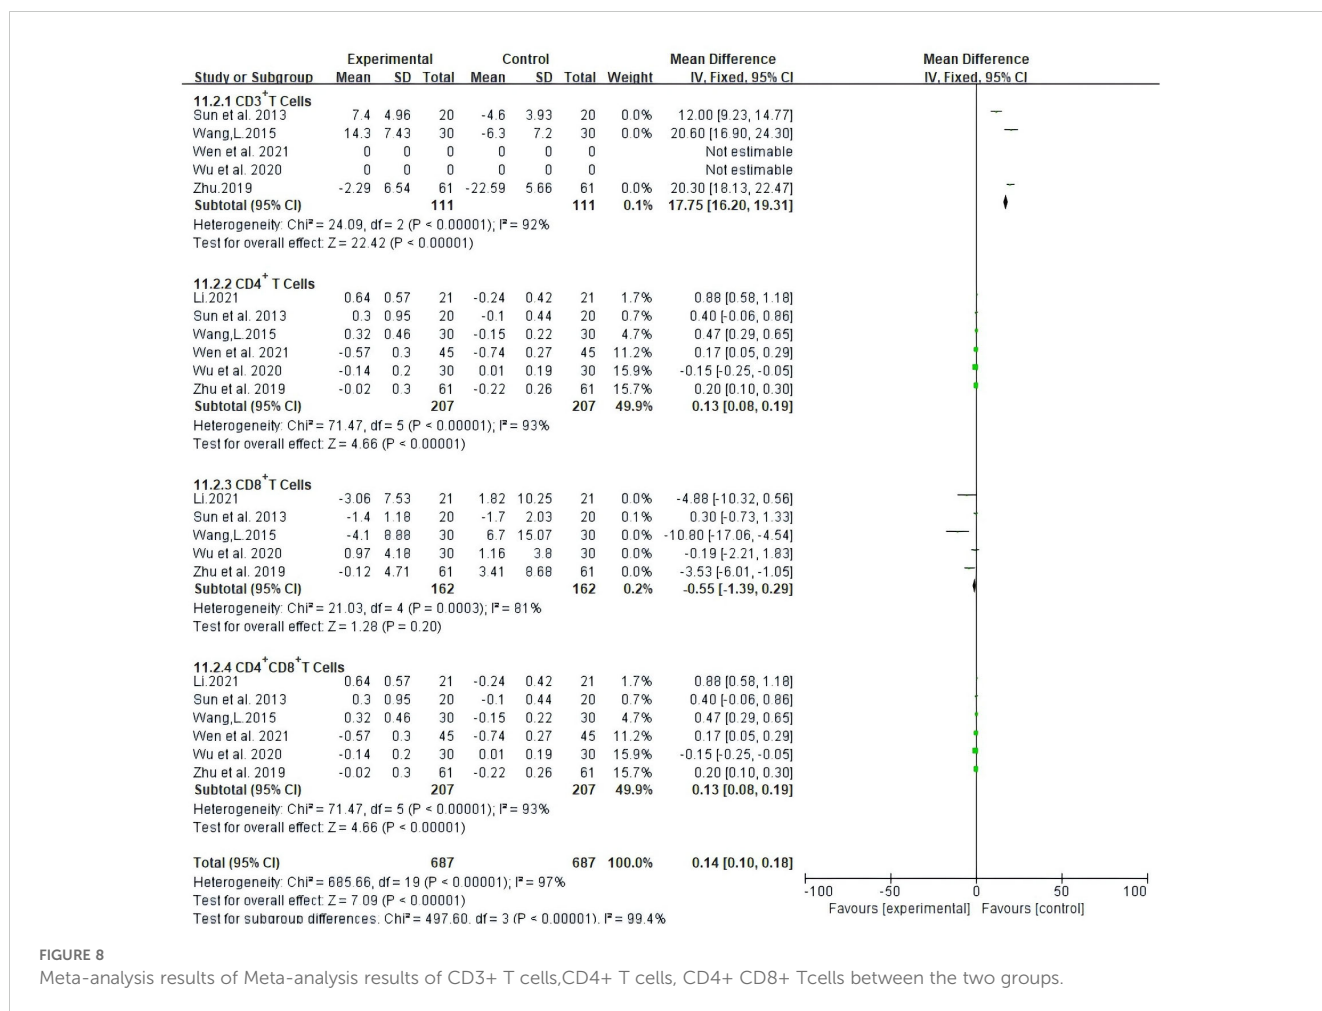 Experimental Control Mean Difference Mean Difference
Study or Subgroup Mean SD Total Mean SD Total Weight IV, Fixed, 95% CI IV, Fixed, 95% CI
11.2.1 CD3+T Cells
Sun et al. 2013 7.4 4.96 20 -4.6 3.93 20 0.0% 12.00 [9.23, 14.77]
Wang,L.2015 14.3 7.43 30 -6.3 7.2 30 0.0% 20.60 [16.90, 24.30]
Wen et al. 2021 0 0 0 0 0 0 Not estimable
Wu et al. 2020 0 0 0 0 0 0 Not estimable
Zhu.2019 -2.29 6.54 61 -22.59 5.66 61 0.0% 20.30 [18.13, 22.47]
Subtotal (95% CI) 111 111 0.1% 17.75 [16.20, 19.31]
Heterogeneity: Chi² = 24.09, df = 2 (P < 0.00001); I² = 92%
Test for overall effect: Z = 22.42 (P < 0.00001)
11.2.2 CD4+ T Cells
Li.2021 0.64 0.57 21 -0.24 0.42 21 1.7% 0.88 [0.58, 1.18]
Sun et al. 2013 0.3 0.95 20 -0.1 0.44 20 0.7% 0.40 [-0.06, 0.86]
Wang,L.2015 0.32 0.46 30 -0.15 0.22 30 4.7% 0.47 [0.29, 0.65]
Wen et al. 2021 -0.57 0.3 45 -0.74 0.27 45 11.2% 0.17 [0.05, 0.29]
Wu et al. 2020 -0.14 0.2 30 0.01 0.19 30 15.9% -0.15 [-0.25, -0.05]
Zhu et al. 2019 -0.02 0.3 61 -0.22 0.26 61 15.7% 0.20 [0.10, 0.30]
Subtotal (95% CI) 207 207 49.9% 0.13 [0.08, 0.19]
Heterogeneity: Chi² = 71.47, df = 5 (P < 0.00001); I² = 93%
Test for overall effect: Z = 4.66 (P < 0.00001)
11.2.3 CD8+T Cells
Li.2021 -3.06 7.53 21 1.82 10.25 21 0.0% -4.88 [-10.32, 0.56]
Sun et al. 2013 -1.4 1.18 20 -1.7 2.03 20 0.1% 0.30 [-0.73, 1.33]
Wang,L.2015 -4.1 8.88 30 6.7 15.07 30 0.0% -10.80 [-17.06, -4.54]
Wu et al. 2020 0.97 4.18 30 1.16 3.8 30 0.0% -0.19 [-2.21, 1.83]
Zhu et al. 2019 -0.12 4.71 61 3.41 8.68 61 0.0% -3.53 [-6.01, -1.05]
Subtotal (95% CI) 162 162 0.2% -0.55 [-1.39, 0.29]
Heterogeneity: Chi² = 21.03, df = 4 (P = 0.0003); I² = 81%
Test for overall effect: Z = 1.28 (P = 0.20)
11.2.4 CD4+CD8+T Cells
Li.2021 0.64 0.57 21 -0.24 0.42 21 1.7% 0.88 [0.58, 1.18]
Sun et al. 2013 0.3 0.95 20 -0.1 0.44 20 0.7% 0.40 [-0.06, 0.86]
Wang,L.2015 0.32 0.46 30 -0.15 0.22 30 4.7% 0.47 [0.29, 0.65]
Wen et al. 2021 -0.57 0.3 45 -0.74 0.27 45 11.2% 0.17 [0.05, 0.29]
Wu et al. 2020 -0.14 0.2 30 0.01 0.19 30 15.9% -0.15 [-0.25, -0.05]
Zhu et al. 2019 -0.02 0.3 61 -0.22 0.26 61 15.7% 0.20 [0.10, 0.30]
Subtotal (95% CI) 207 207 49.9% 0.13 [0.08, 0.19]
Heterogeneity: Chi² = 71.47, df = 5 (P < 0.00001); I² = 93%
Test for overall effect: Z = 4.66 (P < 0.00001)
Total (95% CI) 687 687 100.0% 0.14 [0.10, 0.18]
Heterogeneity: Chi² = 685.66, df = 19 (P < 0.00001); I² = 97%
Test for overall effect: Z = 7.09 (P < 0.00001)
Test for subgroup differences: Chi² = 497.60, df = 3 (P < 0.00001), I² = 99.4%
-100 -50 0 50 100
Favours [experimental] Favours [control]
FIGURE 8
Meta-analysis results of Meta-analysis results of CD3+ T cells,CD4+ T cells, CD4+ CD8+ Tcells between the two groups.